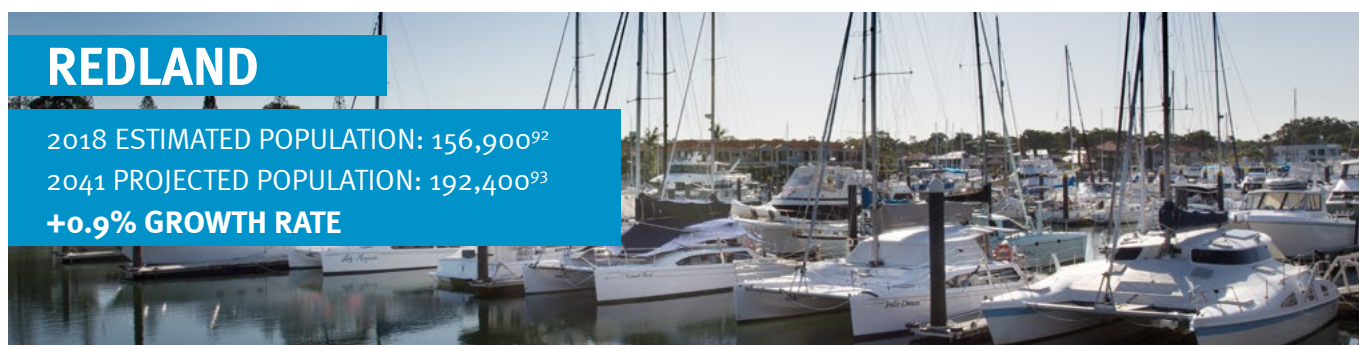 REDLAND
2018 ESTIMATED POPULATION: 156,900⁹²
2041 PROJECTED POPULATION: 192,400⁹³
+0.9% GROWTH RATE